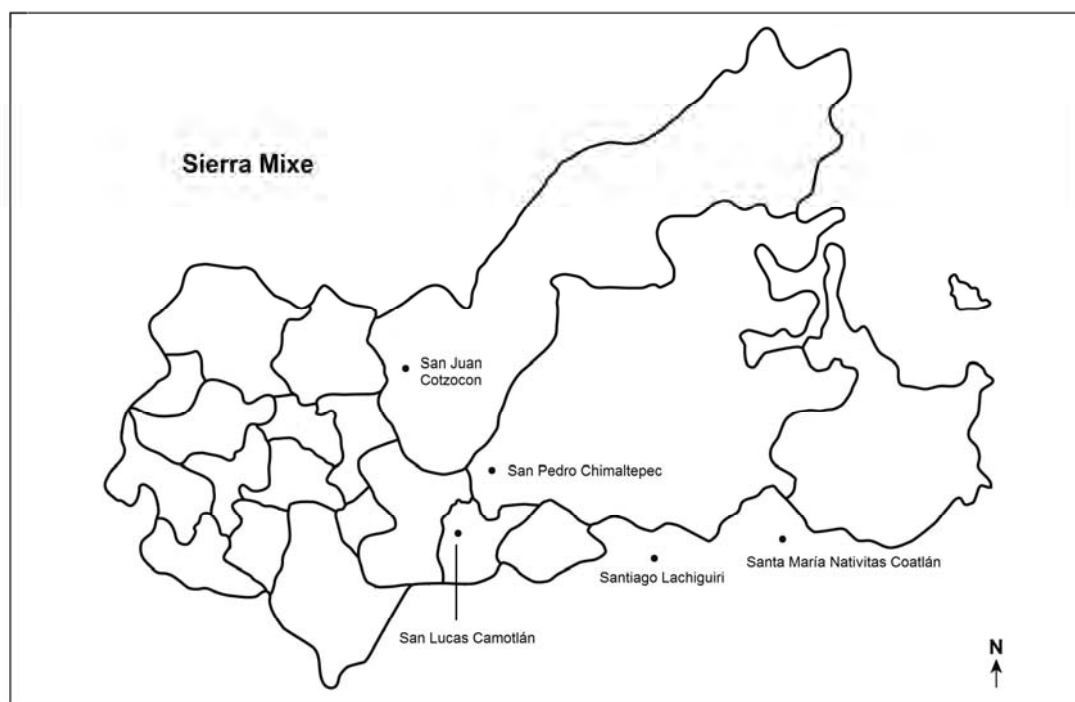 Sierra Mixe
San Juan
Cotzocon
San Pedro Chimaltepec
Santiago Lachiguiri
Santa María Nativitas Coatlán
San Lucas Camotlán
N